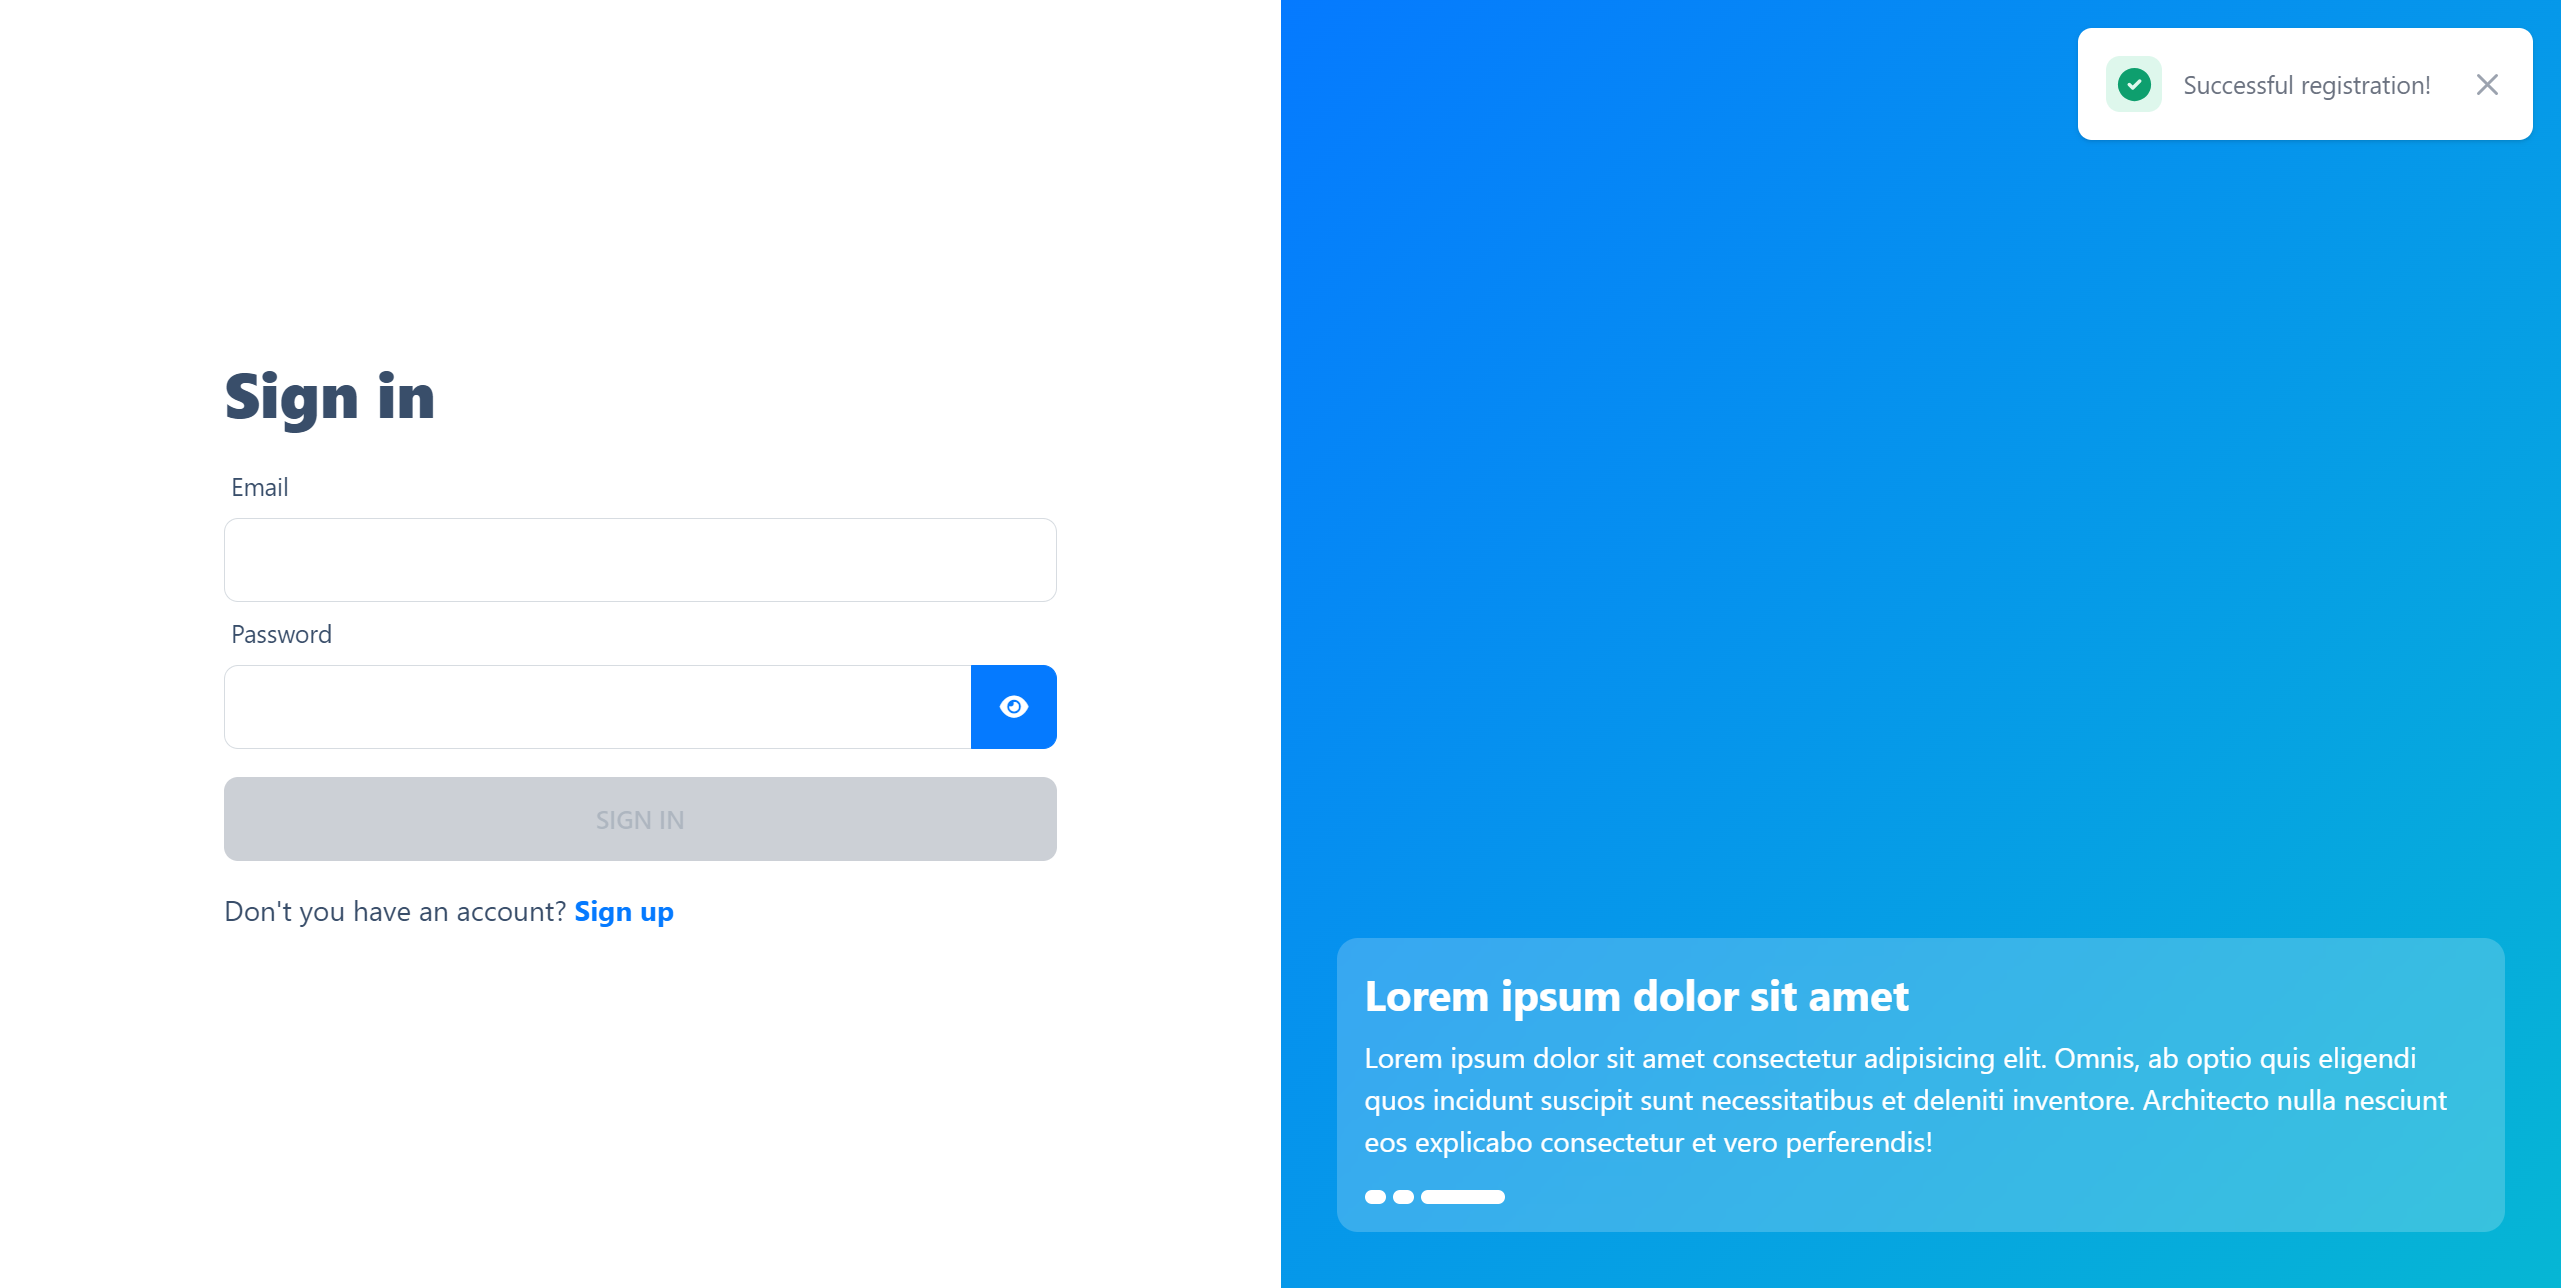 Successful registration!
Sign in
Email
Password
SIGN IN
Don't you have an account? Sign up
Lorem ipsum dolor sit amet
Lorem ipsum dolor sit amet consectetur adipisicing elit. Omnis, ab optio quis eligendi
quos incidunt suscipit sunt necessitatibus et deleniti inventore. Architecto nulla nesciunt
eos explicabo consectetur et vero perferendis!